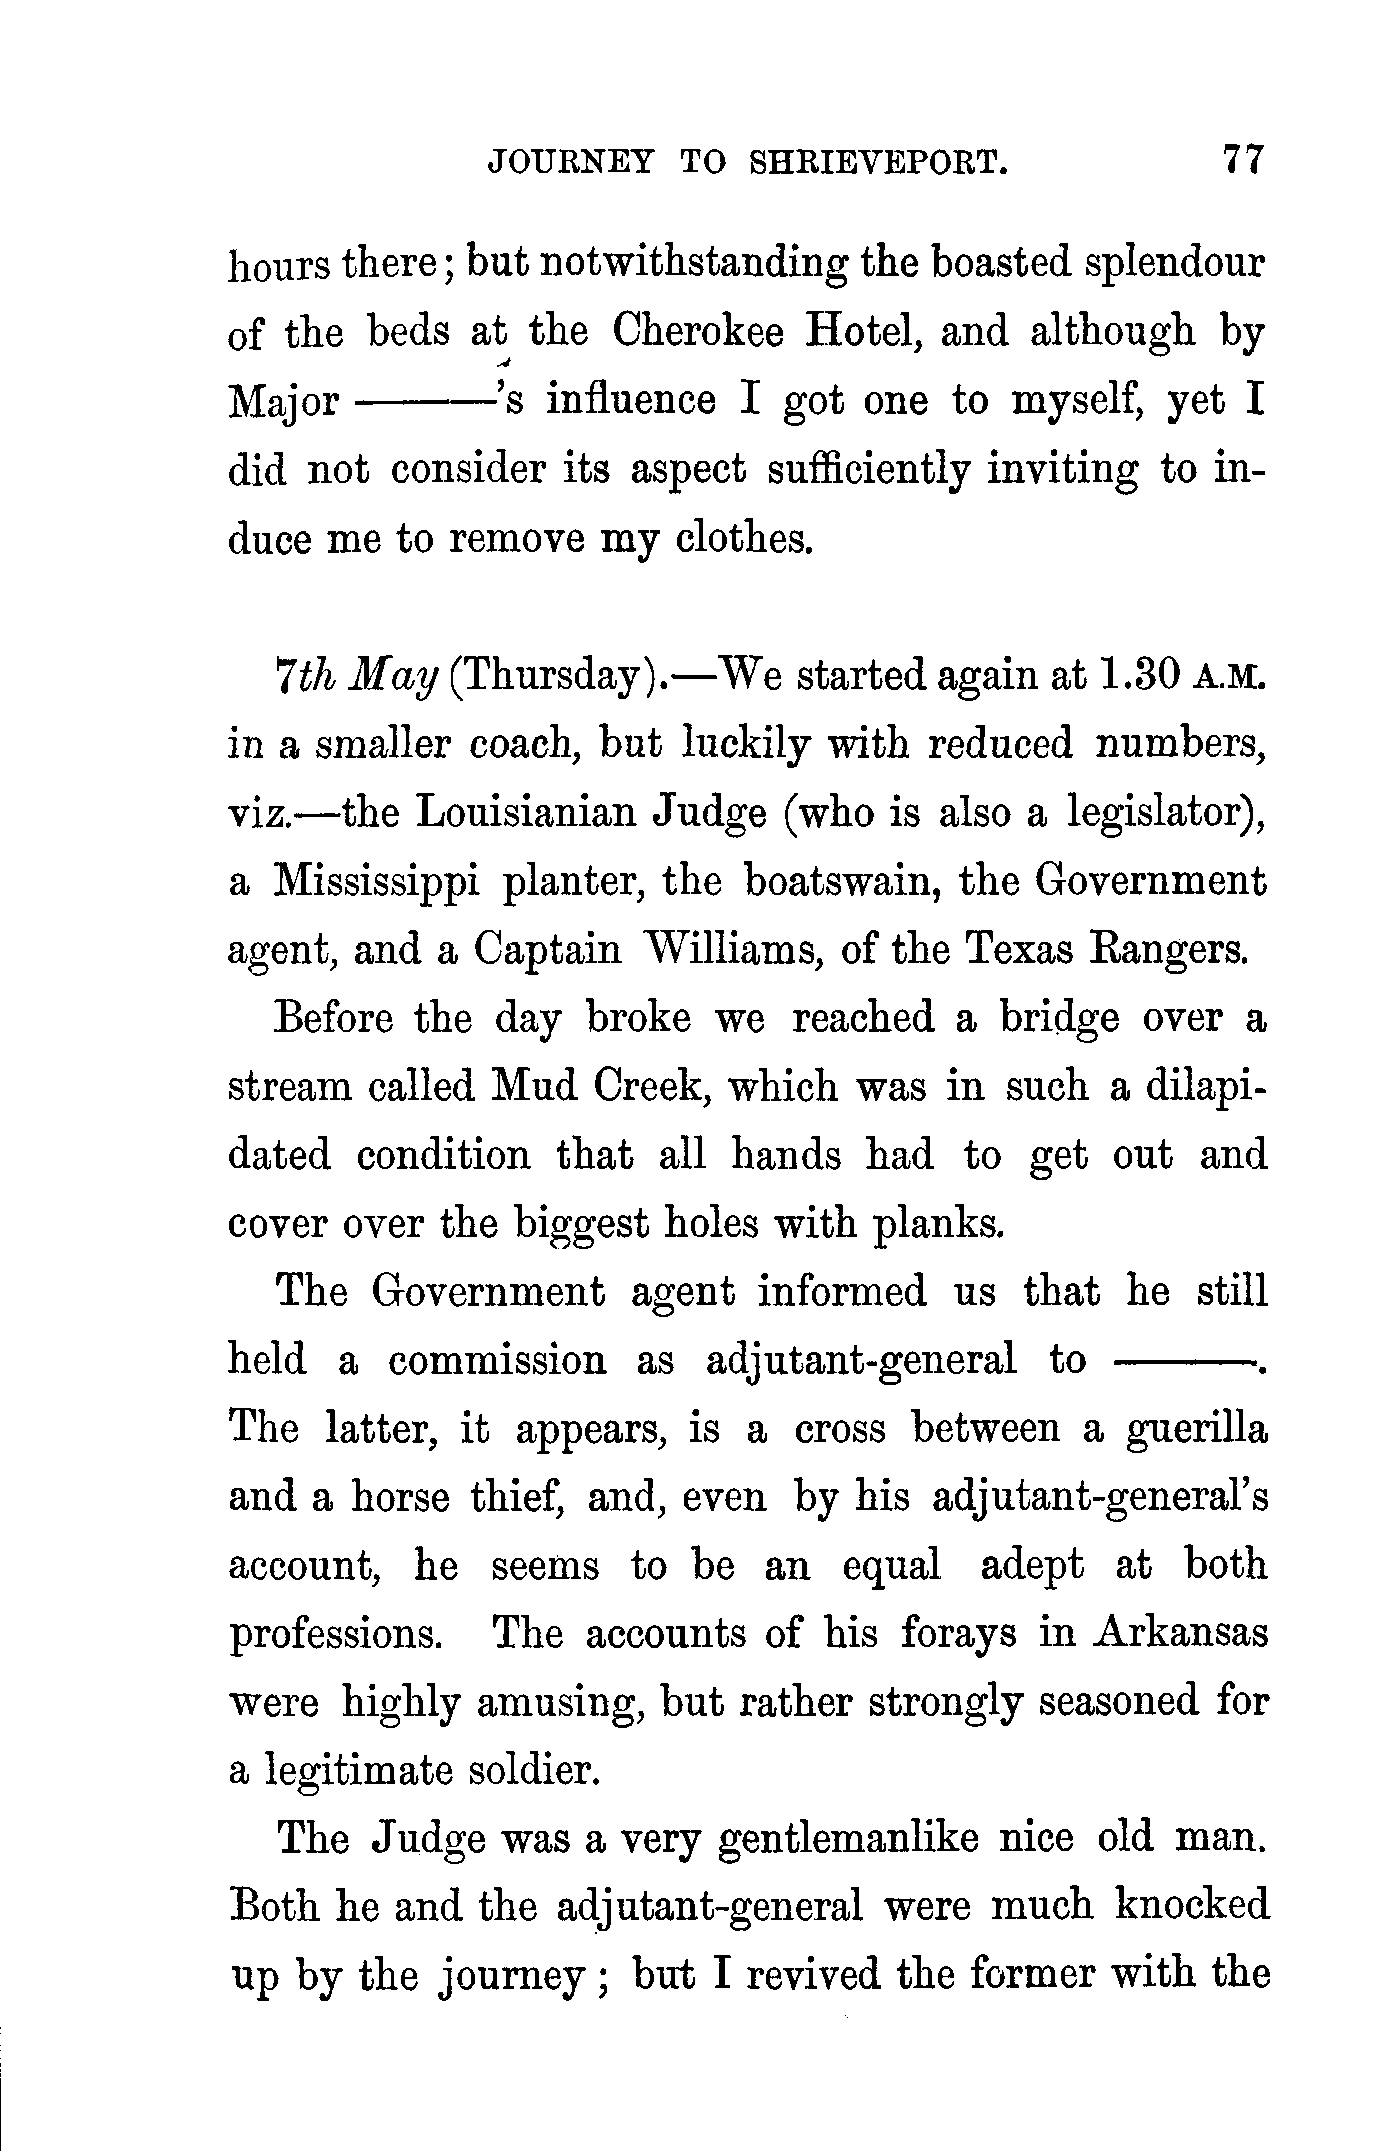 JOURNEY TO SHRIEVEPORT. 77
hours there; but notwithstanding the boasted splendour
of the beds at the Cherokee Hotel, and although by
Major ———'s influence I got one to myself, yet I
did not consider its aspect sufficiently inviting to in-
duce me to remove my clothes.
7th May (Thursday).—We started again at 1.30 A.M.
in a smaller coach, but luckily with reduced numbers,
viz.—the Louisianian Judge (who is also a legislator),
a Mississippi planter, the boatswain, the Government
agent, and a Captain Williams, of the Texas Rangers.
Before the day broke we reached a bridge over a
stream called Mud Creek, which was in such a dilapi-
dated condition that all hands had to get out and
cover over the biggest holes with planks.
The Government agent informed us that he still
held a commission as adjutant-general to ———.
The latter, it appears, is a cross between a guerilla
and a horse thief, and, even by his adjutant-general's
account, he seems to be an equal adept at both
professions. The accounts of his forays in Arkansas
were highly amusing, but rather strongly seasoned for
a legitimate soldier.
The Judge was a very gentlemanlike nice old man.
Both he and the adjutant-general were much knocked
up by the journey; but I revived the former with the